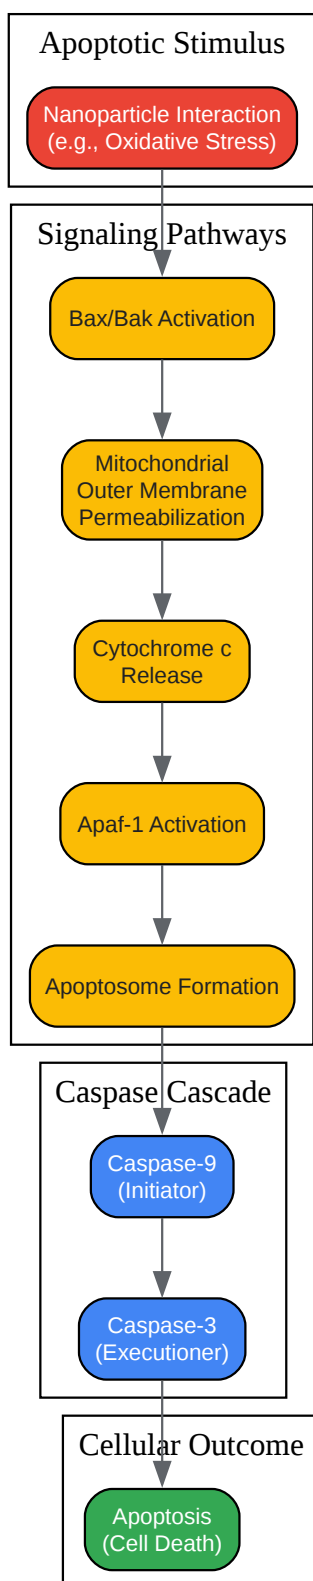 Apoptotic Stimulus
Nanoparticle Interaction
(e.g., Oxidative Stress)
Signaling Pathways
Bax/Bak Activation
Mitochondrial
Outer Membrane
Permeabilization
Cytochrome c
Release
Apaf-1 Activation
Apoptosome Formation
Caspase Cascade
Caspase-9
(Initiator)
Caspase-3
(Executioner)
Cellular Outcome
Apoptosis
(Cell Death)